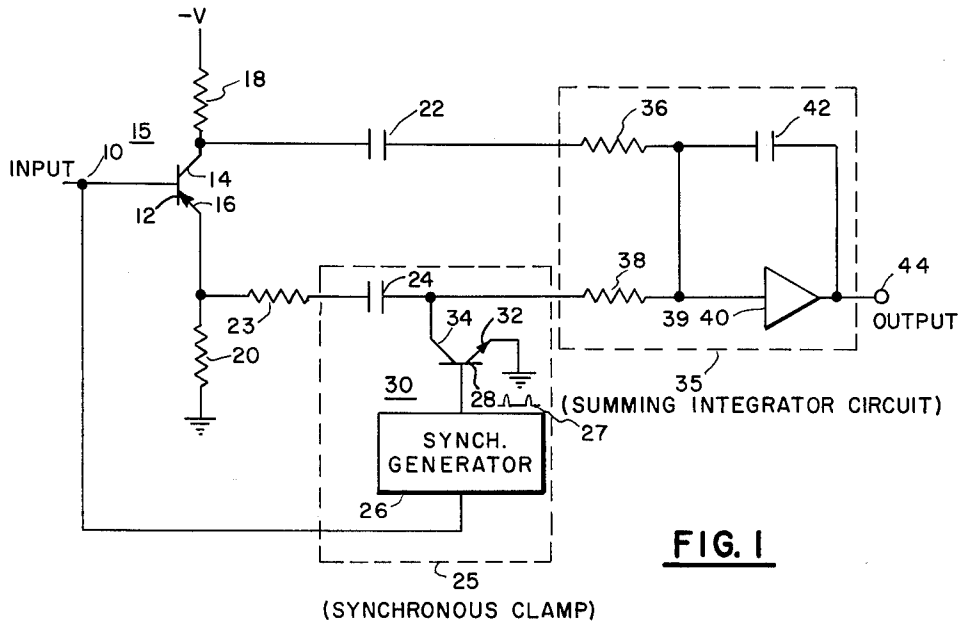 -V
18
22
36
42
15
10
INPUT
14
12
16
24
38
44
23
34
32
39 40
OUTPUT
20
30
28
35
27
(SUMMING INTEGRATOR CIRCUIT)
SYNCH.
GENERATOR
26
FIG. 1
25
(SYNCHRONOUS CLAMP)